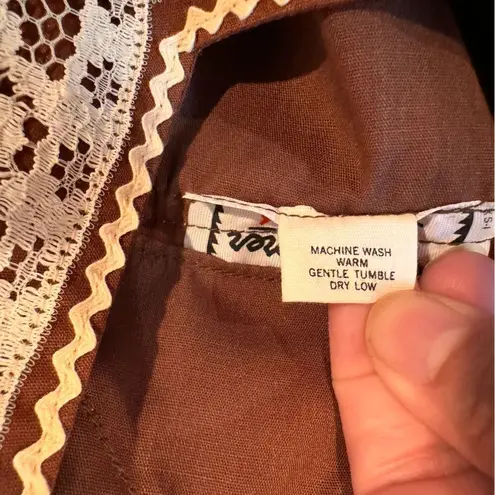 MACHINE WASH
WARM
GENTLE TUMBLE
DRY LOW